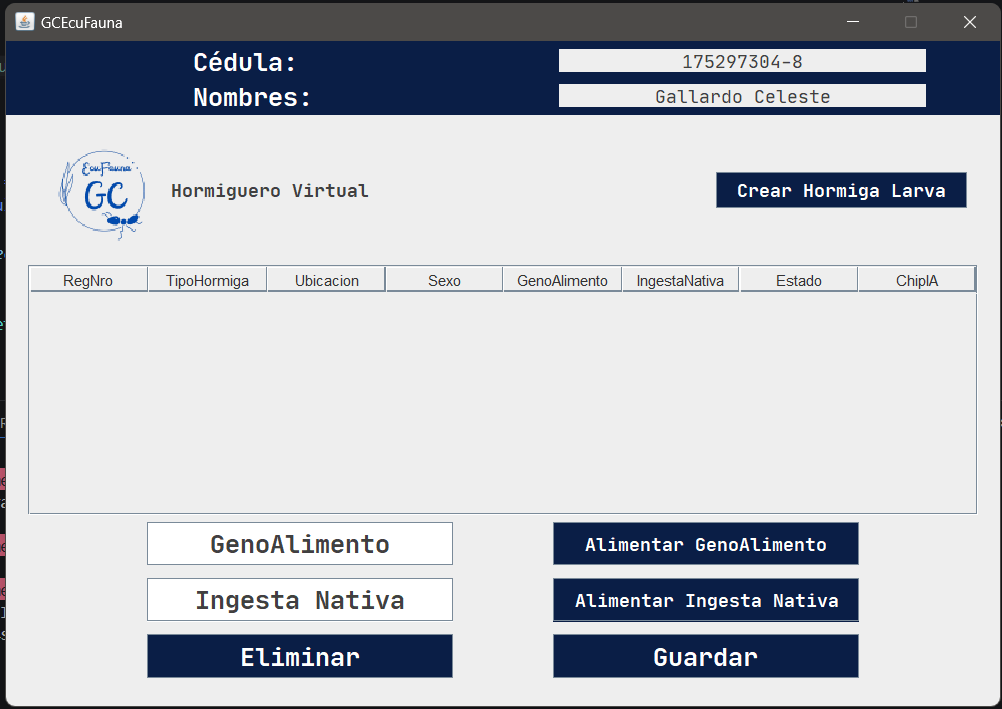 GCEcuFauna
Cédula: 175297304-8
Nombres: Gallardo Celeste
EcuFauna
GC
Hormiguero Virtual
Crear Hormiga Larva
RegNro TipoHormiga Ubicacion Sexo GenoAlimento IngestaNativa Estado ChipIA
GenoAlimento Alimentar GenoAlimento
Ingesta Nativa Alimentar Ingesta Nativa
Eliminar Guardar